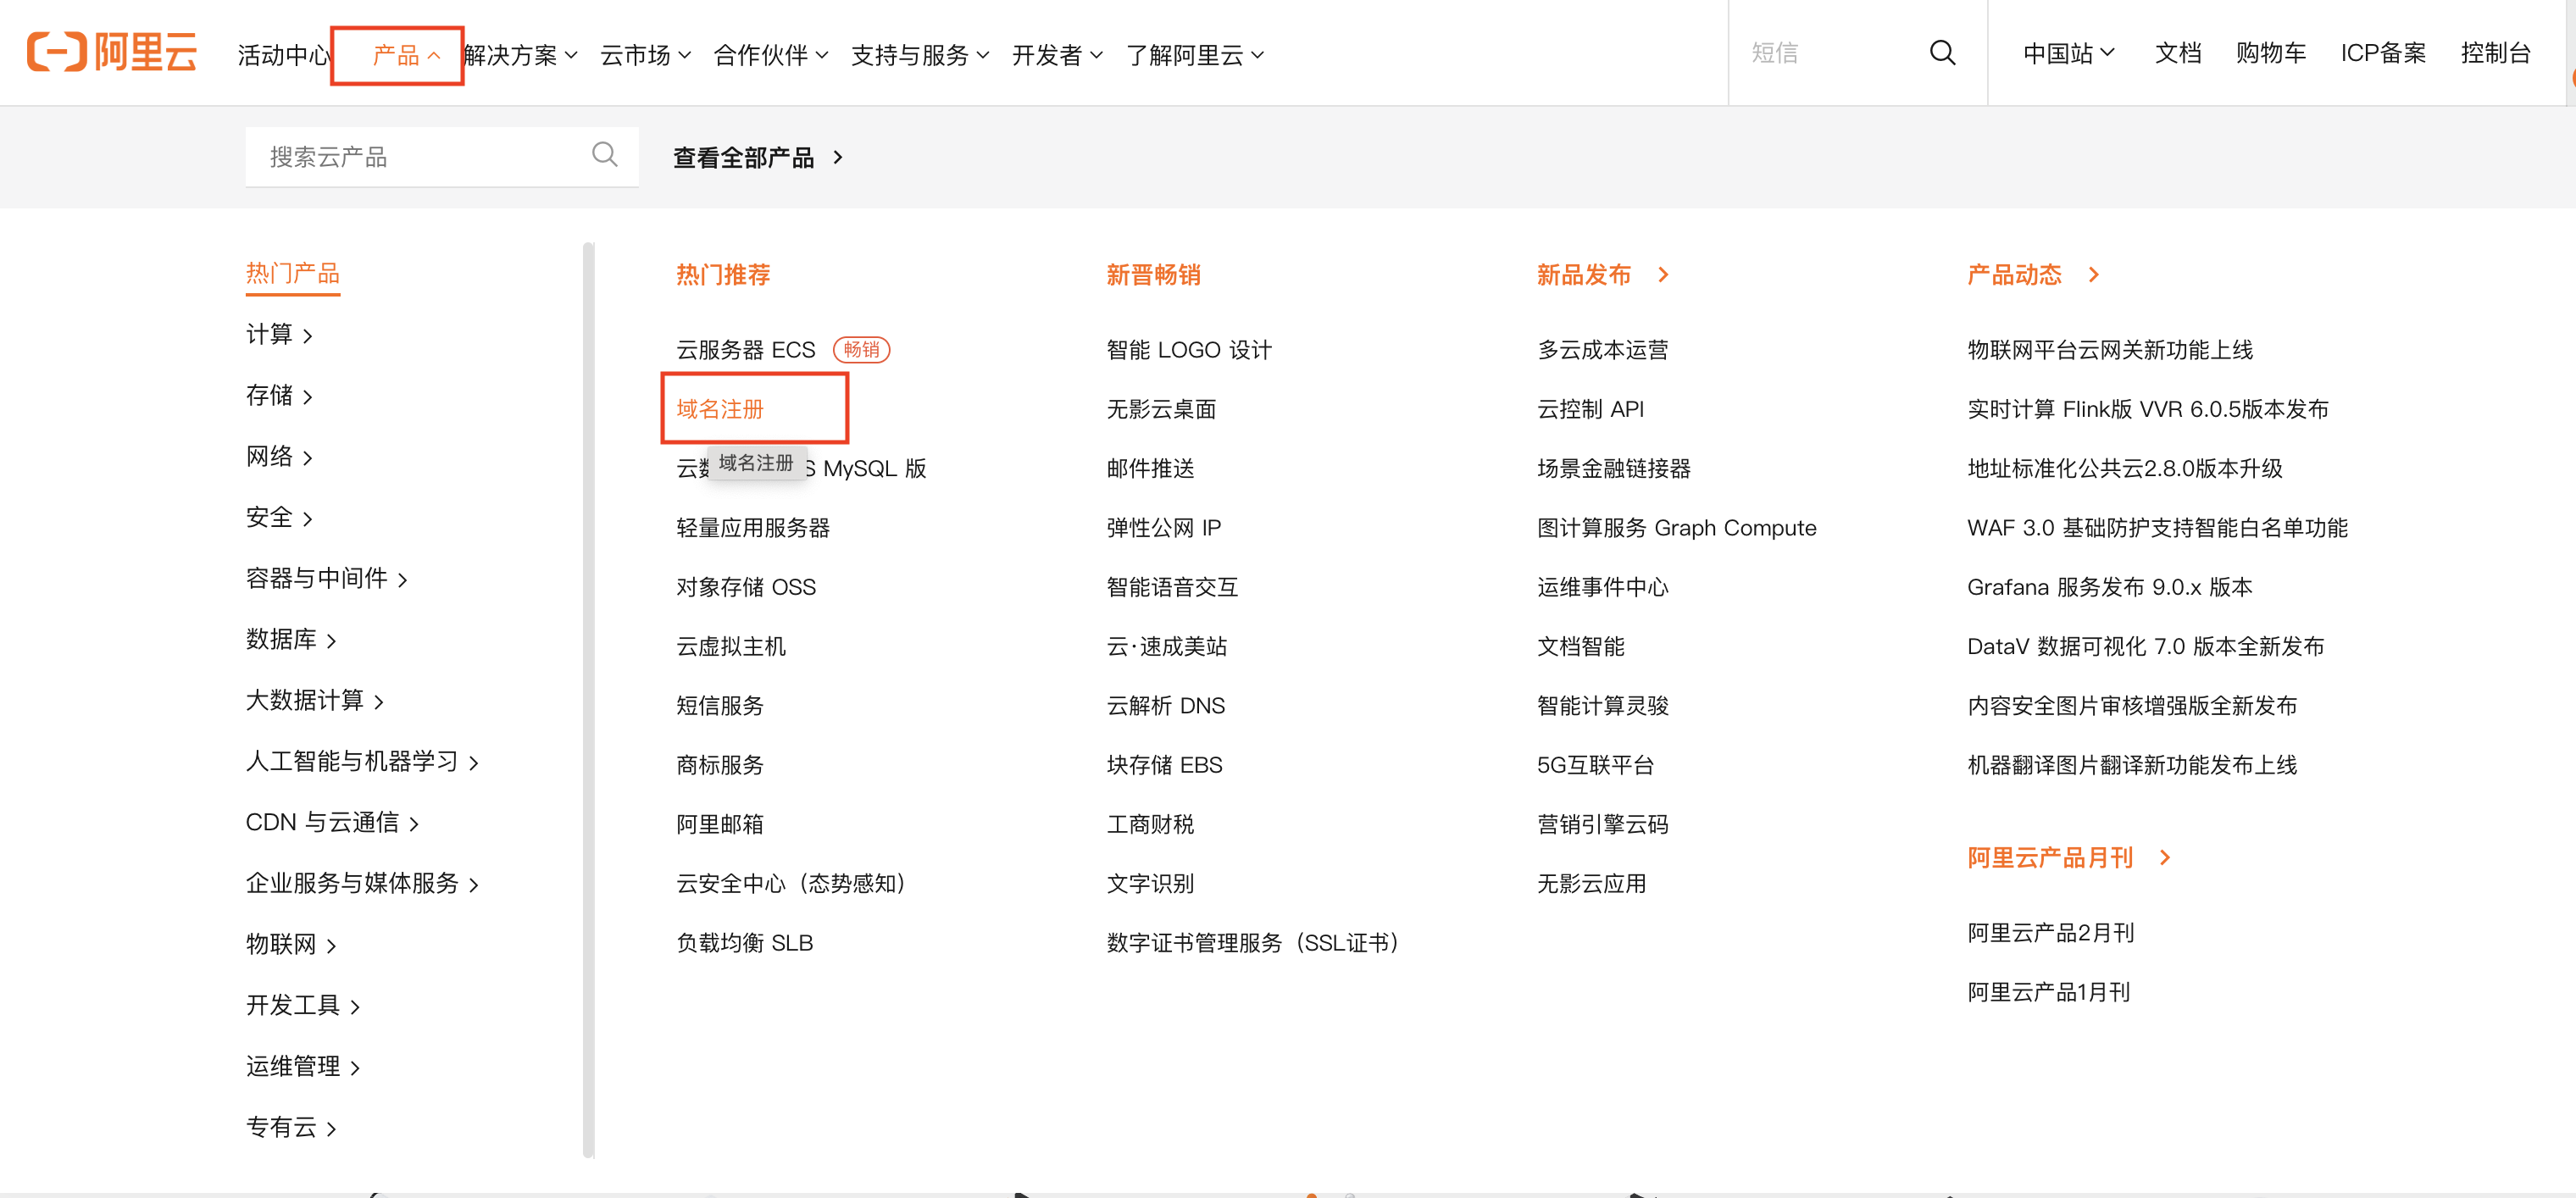 阿里云
活动中心 产品 解决方案 云市场 合作伙伴 支持与服务 开发者 了解阿里云
短信
中国站 文档 购物车 ICP备案 控制台
搜索云产品
查看全部产品
热门产品
计算
存储
网络
安全
容器与中间件
数据库
大数据计算
人工智能与机器学习
CDN 与云通信
企业服务与媒体服务
物联网
开发工具
运维管理
专有云
热门推荐
云服务器 ECS 畅销
域名注册
域名注册
MySQL 版
轻量应用服务器
对象存储 OSS
云虚拟主机
短信服务
商标服务
阿里邮箱
云安全中心（态势感知）
负载均衡 SLB
新晋畅销
智能 LOGO 设计
无影云桌面
邮件推送
弹性公网 IP
智能语音交互
云·速成美站
云解析 DNS
块存储 EBS
工商财税
文字识别
数字证书管理服务（SSL证书）
新品发布
多云成本运营
云控制 API
场景金融链接器
图计算服务 Graph Compute
运维事件中心
文档智能
智能计算灵骏
5G互联平台
营销引擎云码
无影云应用
产品动态
物联网平台云网关新功能上线
实时计算 Flink版 VVR 6.0.5版本发布
地址标准化公共云2.8.0版本升级
WAF 3.0 基础防护支持智能白名单功能
Grafana 服务发布 9.0.x 版本
DataV 数据可视化 7.0 版本全新发布
内容安全图片审核增强版全新发布
机器翻译图片翻译新功能发布上线
阿里云产品月刊
阿里云产品2月刊
阿里云产品1月刊